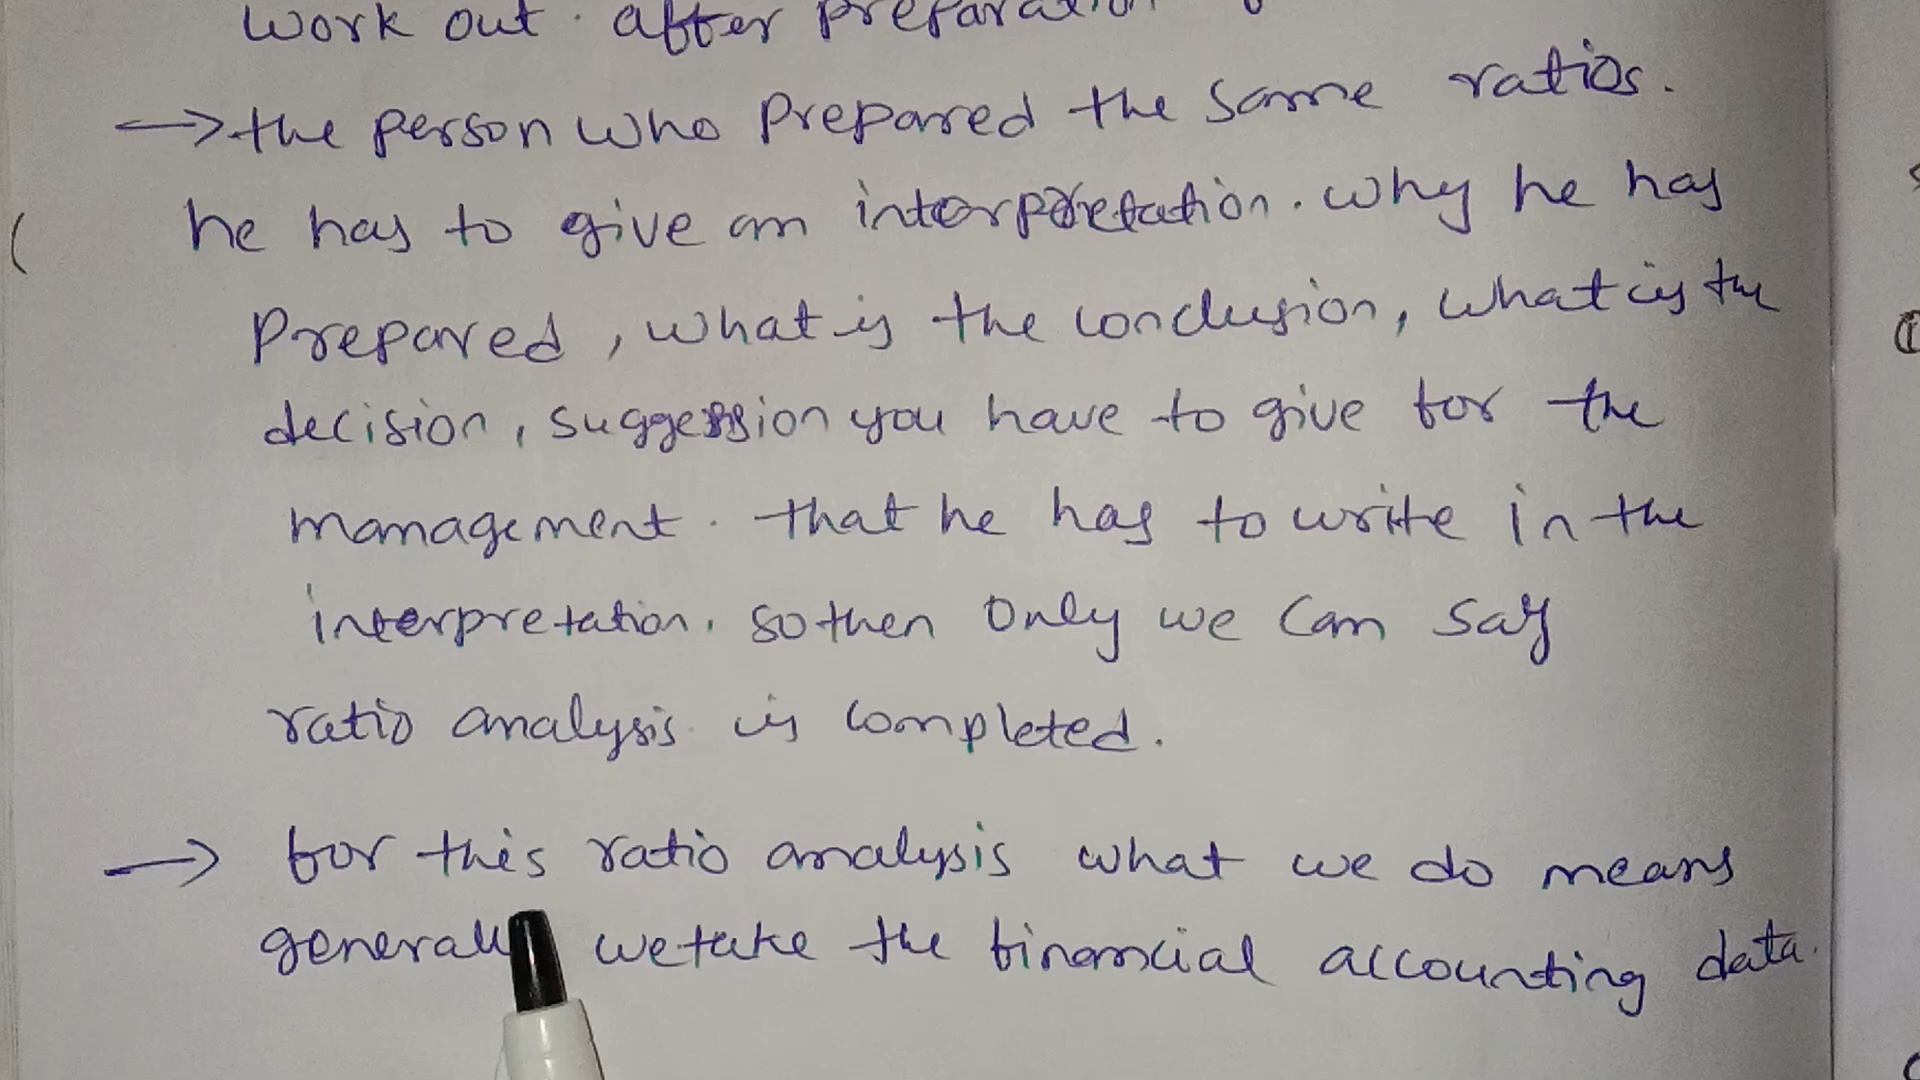 work out. after preparation
→ the person who prepared the same ratios.
he has to give an interpretation. why he has
prepared, what is the conclusion, what is the
decision, suggession you have to give for the
management. that he has to write in the
interpretation. so then only we can say
ratio analysis is completed.
→ for this ratio analysis what we do means
generally we take the financial accounting data.